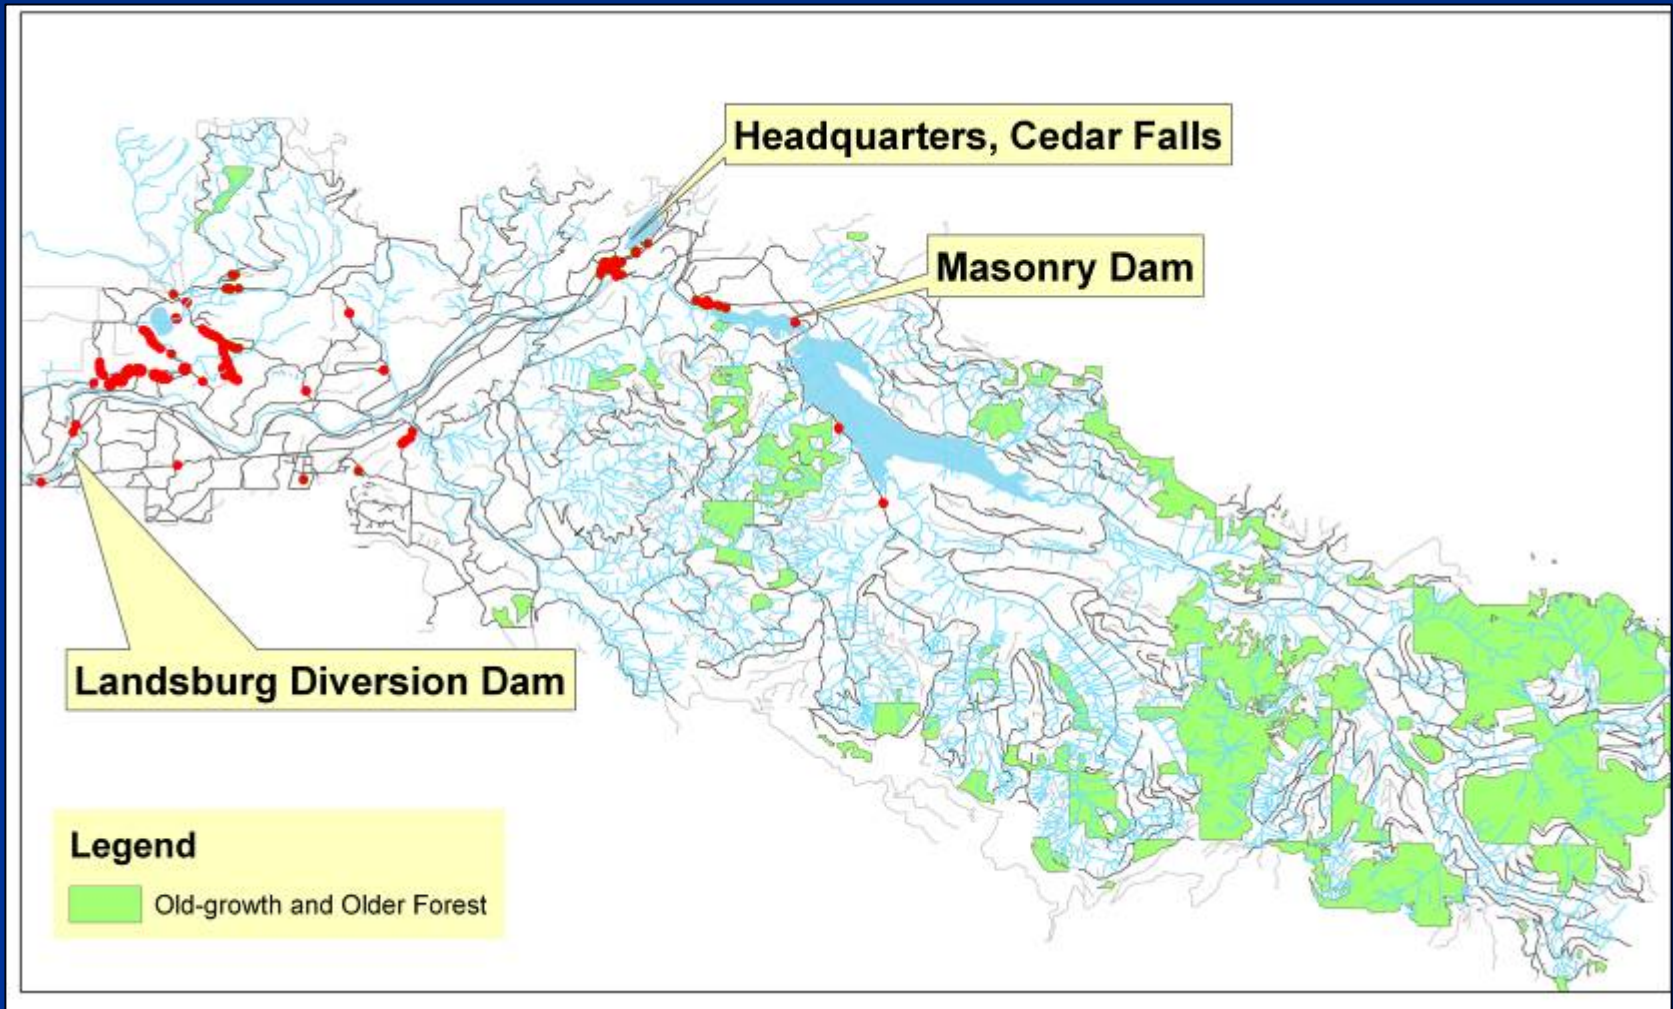 Headquarters, Cedar Falls
Masonry Dam
Landsburg Diversion Dam
Legend
Old-growth and Older Forest